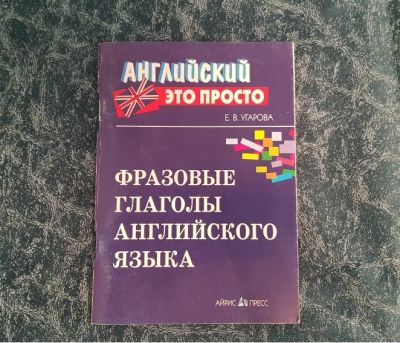 АНГЛИЙСКИЙ
ЭТО ПРОСТО
Е. В. УГАРОВА
ФРАЗОВЫЕ
ГЛАГОЛЫ
АНГЛИЙСКОГО
ЯЗЫКА
АЙРИС ПРЕСС